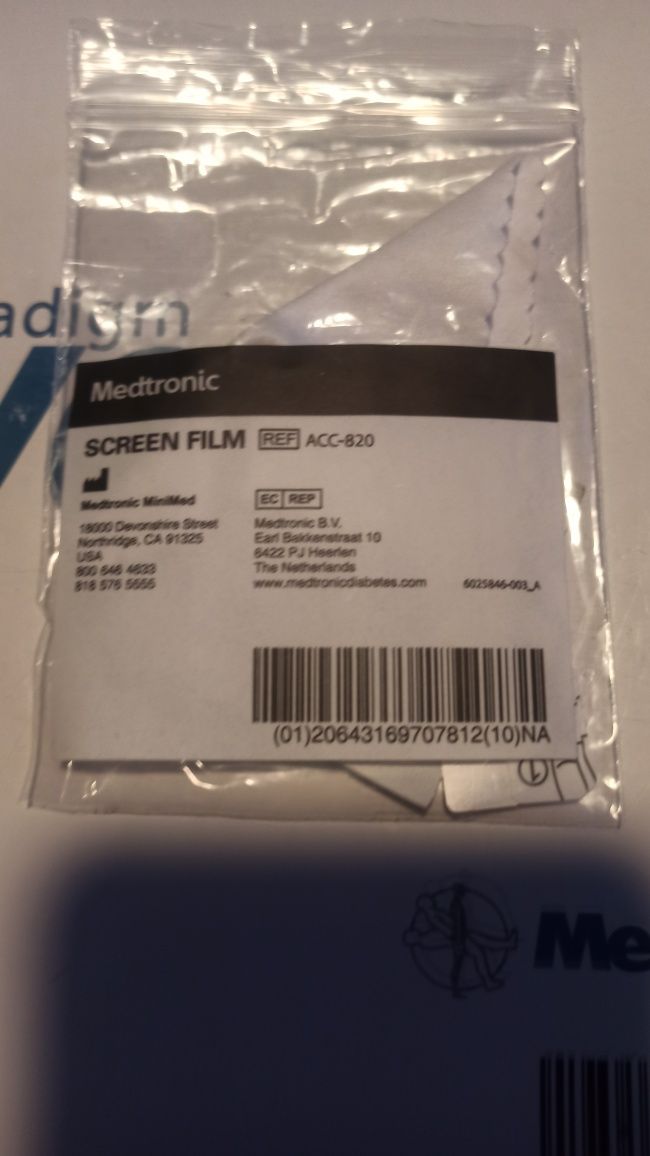 adigm
Medtronic
SCREEN FILM REF ACC-820
Medtronic MiniMed
18000 Devonshire Street
Northridge, CA 91325
USA
800 646 4633
818 576 5555
EC REP
Medtronic B.V.
Earl Bakkenstraat 10
6422 PJ Heerlen
The Netherlands
www.medtronicdiabetes.com
6025846-003_A
(01)20643169707812(10)NA
1
Me